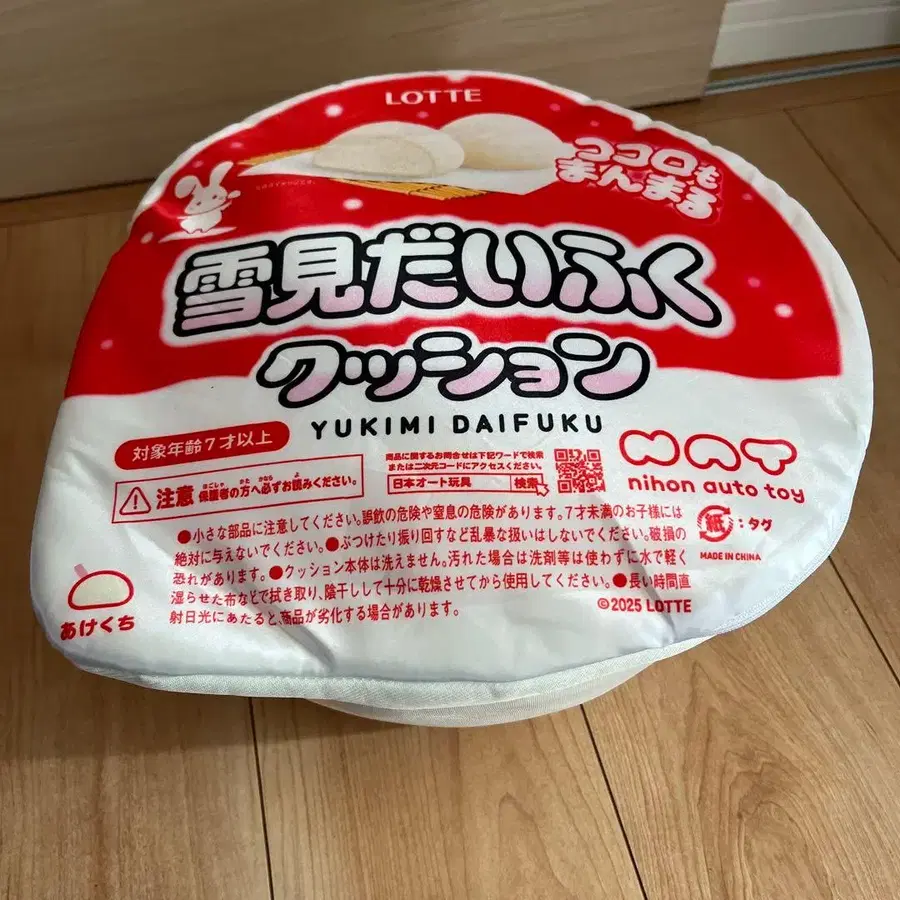 LOTTE
ココロも
まんまる
雪見だいふく
クッション
YUKIMI DAIFUKU
対象年齢7才以上
注意 保護者の方へ必ずお読みください。
商品に関するお問合せは下記ワードで検索
または二次元コードにアクセスください。
日本オート玩具 検索
NAT
nihon auto toy
●小さな部品に注意してください。誤飲の危険や窒息の危険があります。7才未満のお子様には
絶対に与えないでください。●ぶつけたり振り回すなど乱暴な扱いはしないでください。破損の
恐れがあります。●クッション本体は洗えません。汚れた場合は洗剤等は使わずに水で軽く
湿らせた布などで拭き取り、陰干しして十分に乾燥させてから使用してください。●長い時間直
射日光にあたると、商品が劣化する場合があります。
紙:タグ
MADE IN CHINA
©2025 LOTTE
あけくち